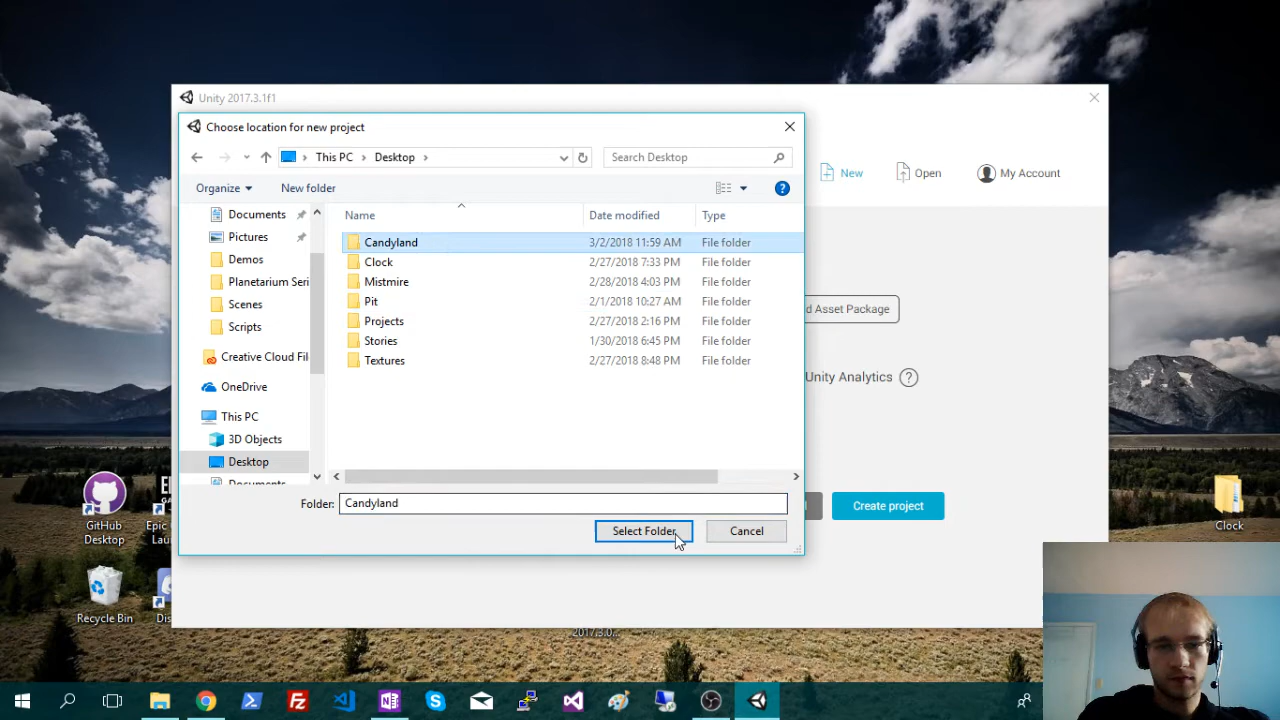 Unity 2017.3.1f1
Choose location for new project
This PC > Desktop >
Search Desktop
New
Open
My Account
Organize
New folder
Name
Date modified
Type
Documents
Pictures
Demos
Planetarium Seri
Scenes
Scripts
Creative Cloud Fil
OneDrive
This PC
3D Objects
Desktop
Documents
Candyland 3/2/2018 11:59 AM File folder
Clock 2/27/2018 7:33 PM File folder
Mistmire 2/28/2018 4:03 PM File folder
Pit 2/1/2018 10:27 AM File folder
Projects 2/27/2018 2:16 PM File folder
Stories 1/30/2018 6:45 PM File folder
Textures 2/27/2018 8:48 PM File folder
d Asset Package
Unity Analytics ?
Folder: Candyland
Select Folder
Cancel
Create project
GitHub
Desktop
Epic
Recycle Bin
Clock
2017.3.0...